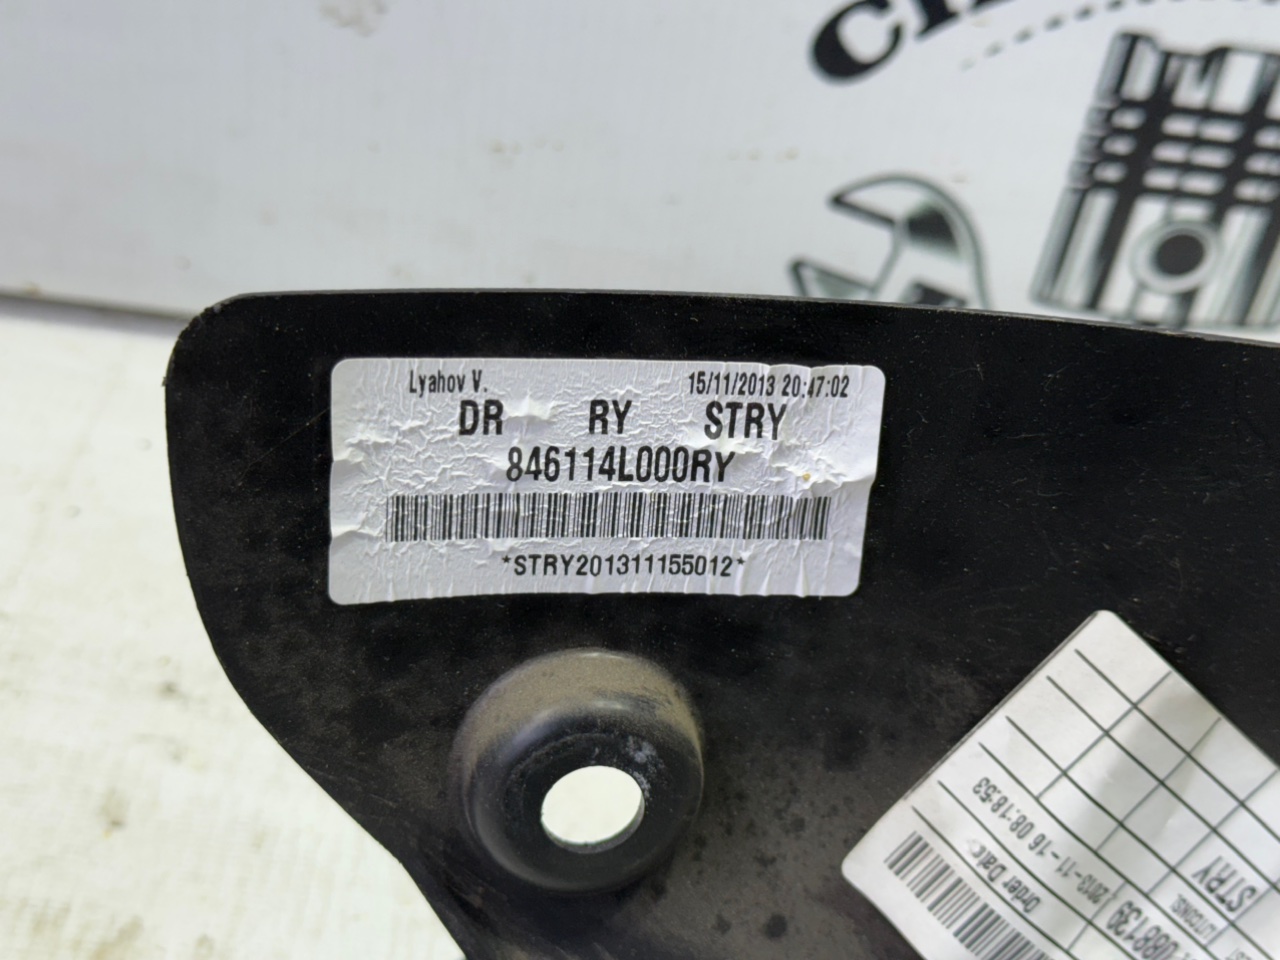 Lyahov V. 15/11/2013 20:47:02
DR RY STRY
846114L000RY
*STRY201311155012*
Order Date
2013-11-16 08:18:53
STRY